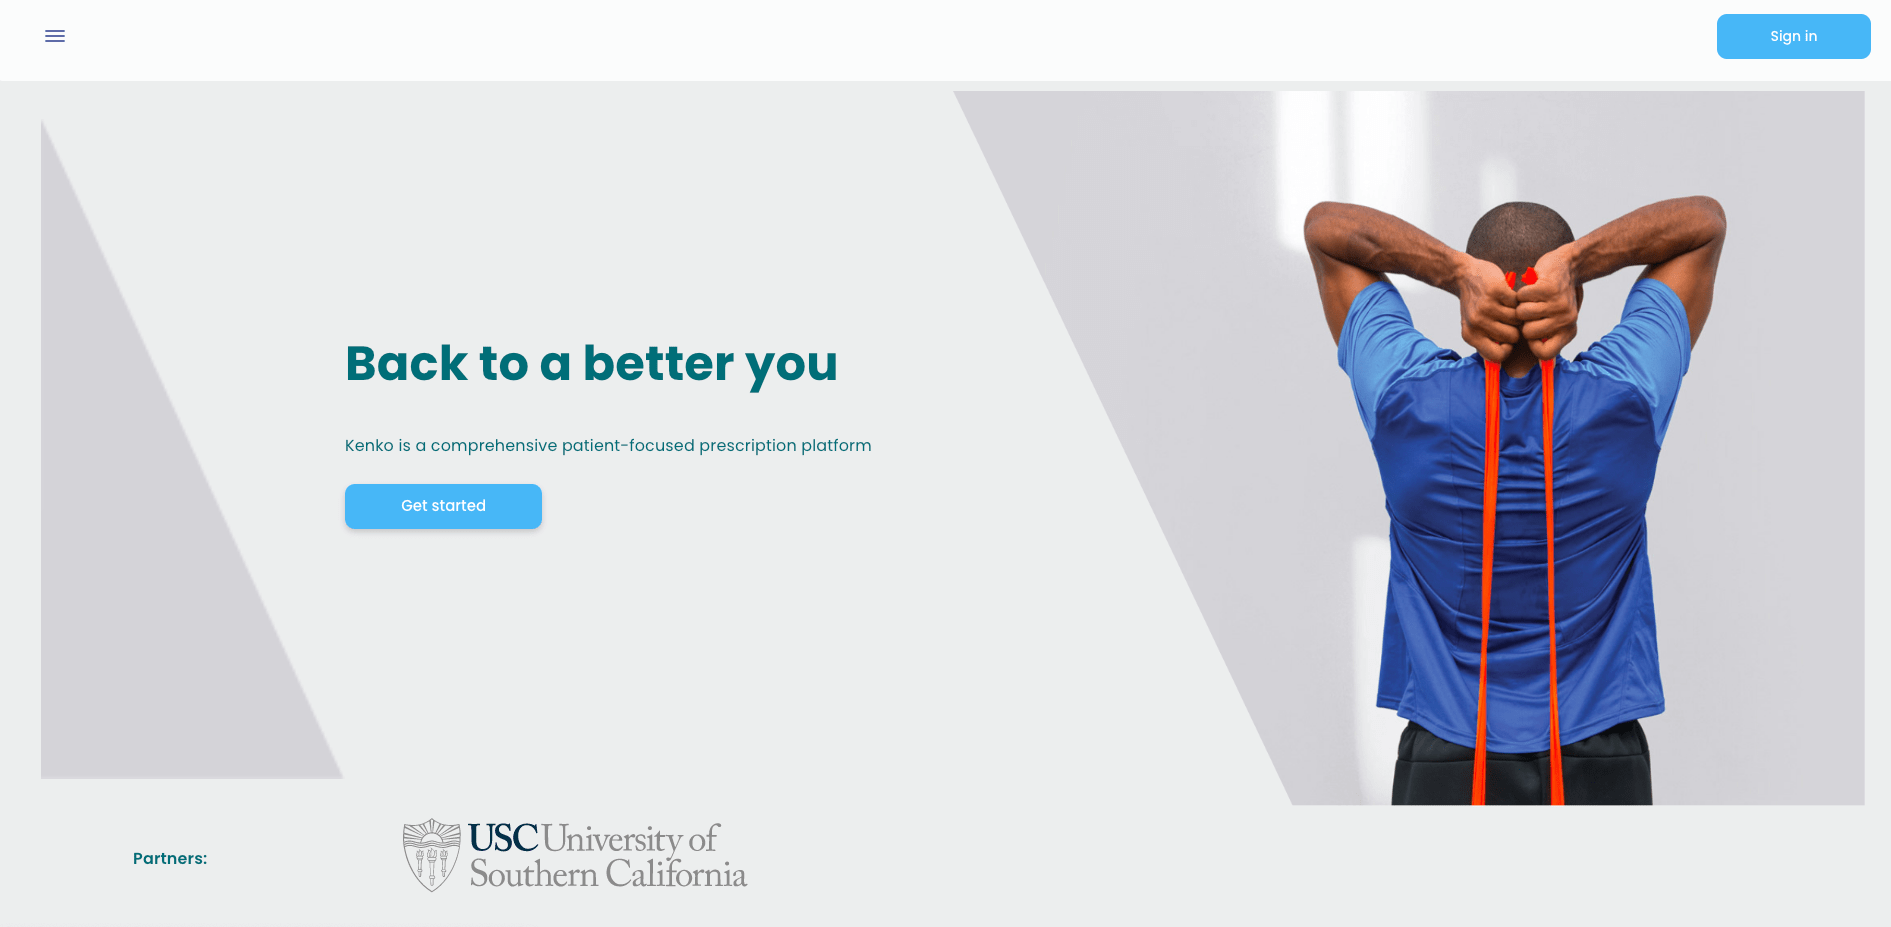 Sign in
Back to a better you
Kenko is a comprehensive patient-focused prescription platform
Get started
Partners:
USC University of
Southern California